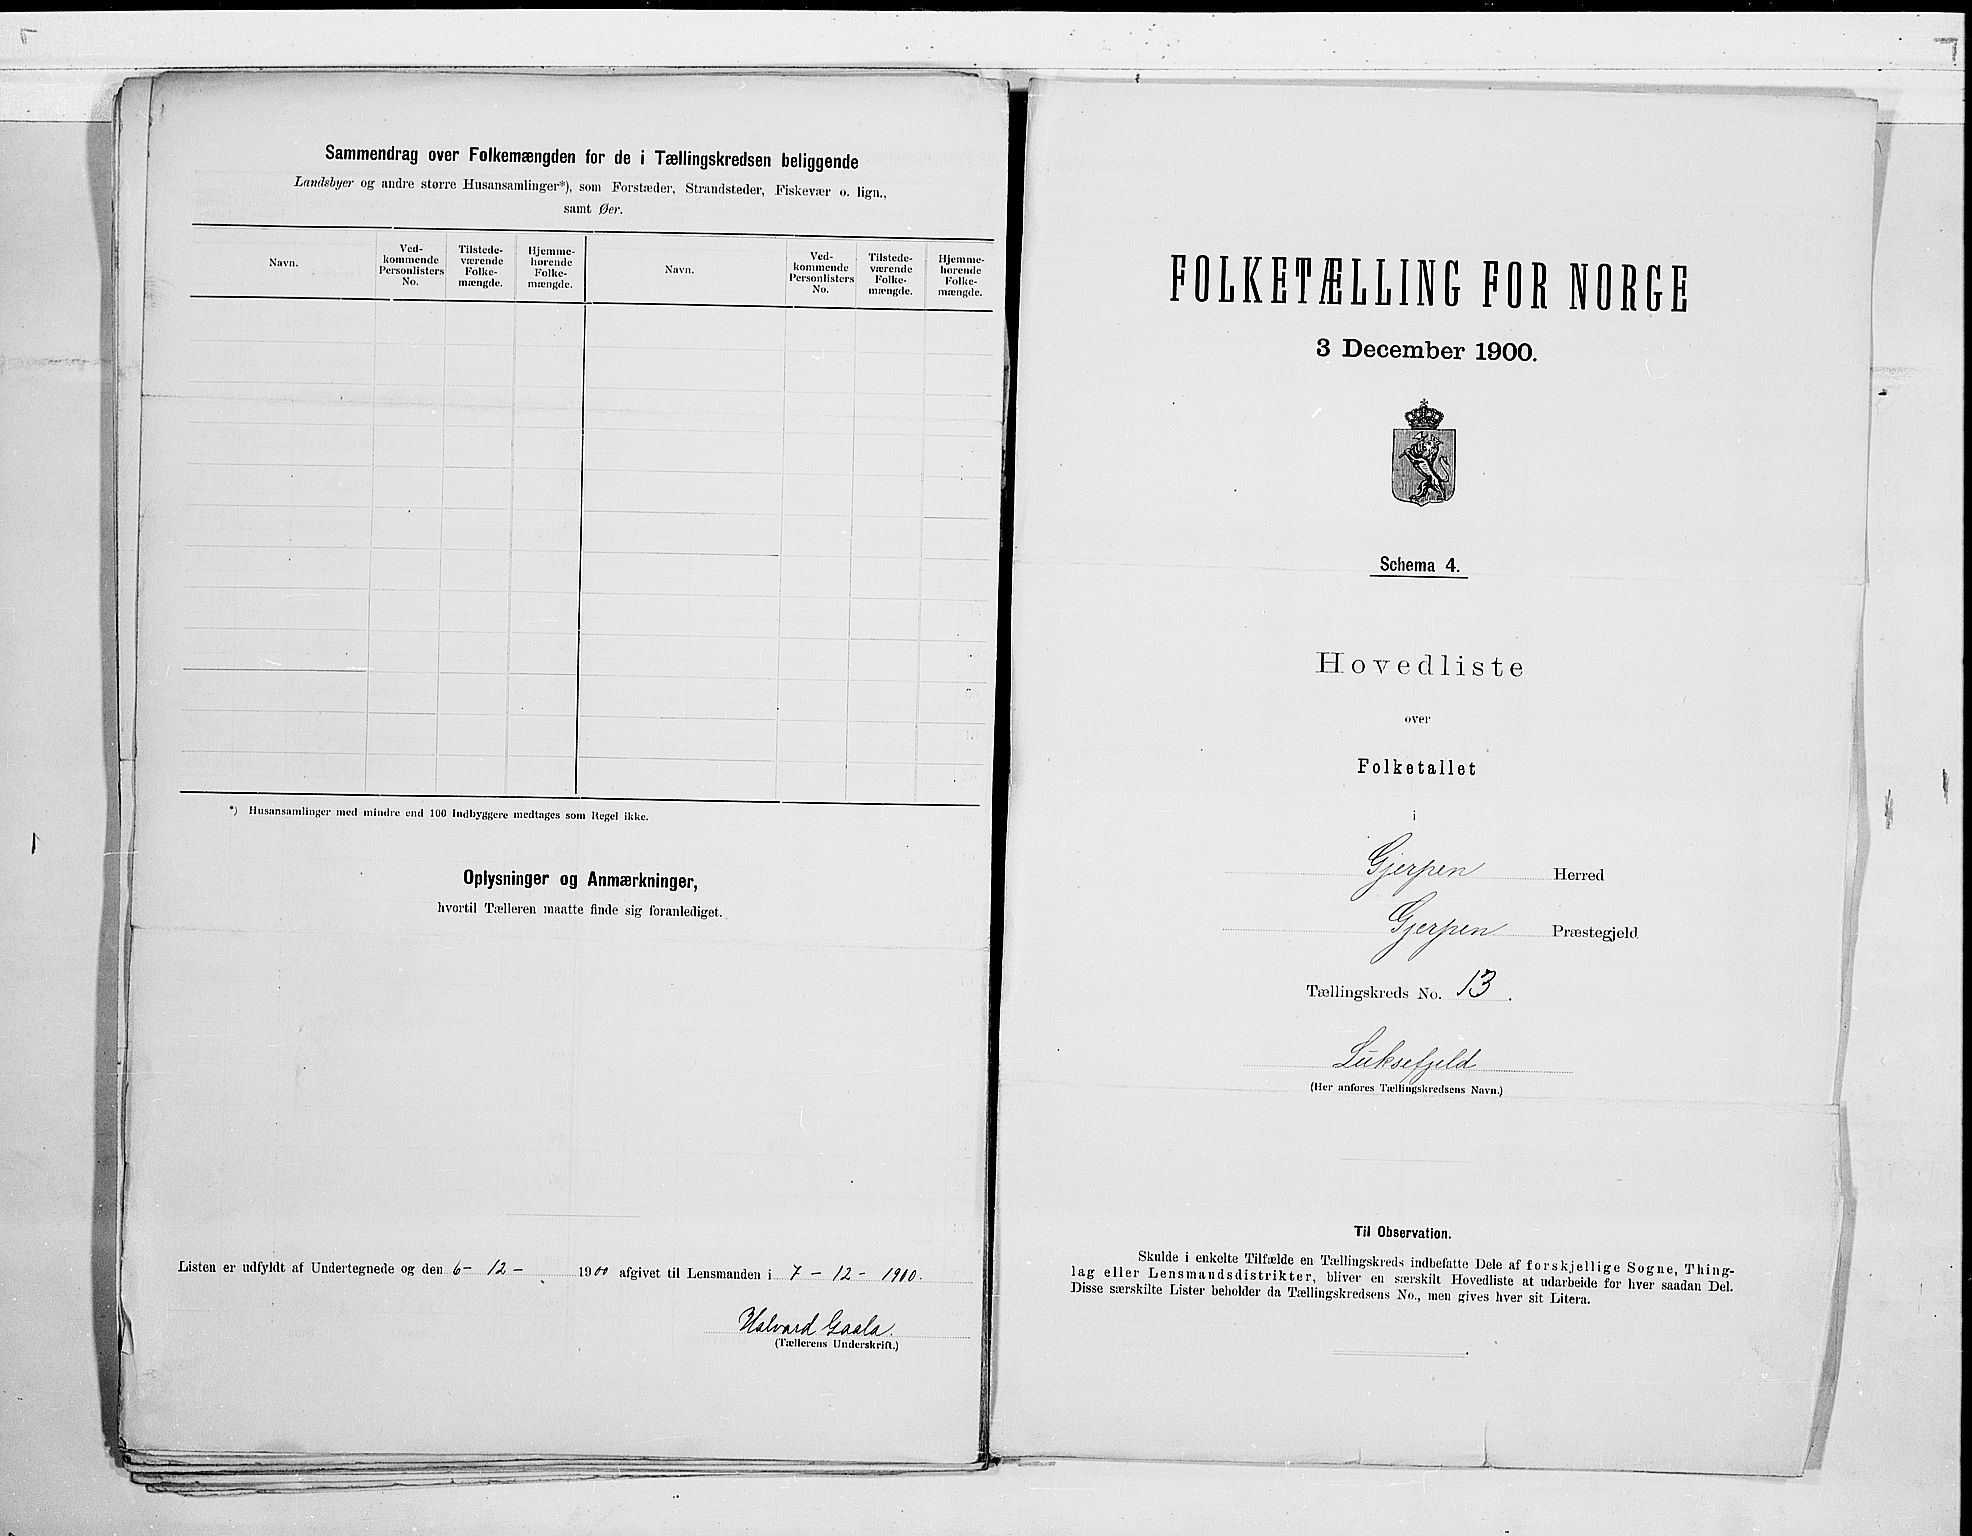 Sammendrag over Folkemængden for de i Tællingskredsen beliggende
Landsbyer og andre større Husansamlinger*), som Forstæder, Strandsteder, Fiskevær o. lign.,
samt Øer.
Navn.
Ved-
kommende
Personlisters
No.
Tilstede-
værende
Folke-
mængde.
Hjemme-
hørende
Folke-
mængde.
Navn.
Ved-
kommende
Personlisters
No.
Tilstede-
værende
Folke-
mængde.
Hjemme-
hørende
Folke-
mængde.
*) Husansamlinger med mindre end 100 Indbyggere medtages som Regel ikke.
Oplysninger og Anmærkninger,
hvortil Tælleren maatte finde sig foranlediget.
Listen er udfyldt af Undertegnede og den 6- 12- 1900 afgivet til Lensmanden i 7-12-1900.
Halvard Gaala.
(Tællerens Underskrift.)
FOLKETÆLLING FOR NORGE
3 December 1900.
Schema 4.
Hovedliste
over
Folketallet
i
Gjerpen Herred
Gjerpen Præstegjeld
Tællingskreds No. 13.
Luksefjeld
(Her anføres Tællingskredsens Navn.)
Til Observation.
Skulde i enkelte Tilfælde en Tællingskreds indbefatte Dele af forskjellige Sogne, Thing-
lag eller Lensmandsdistrikter, bliver en særskilt Hovedliste at udarbeide for hver saadan Del.
Disse særskilte Lister beholder da Tællingskredsens No., men gives hver sit Litera.